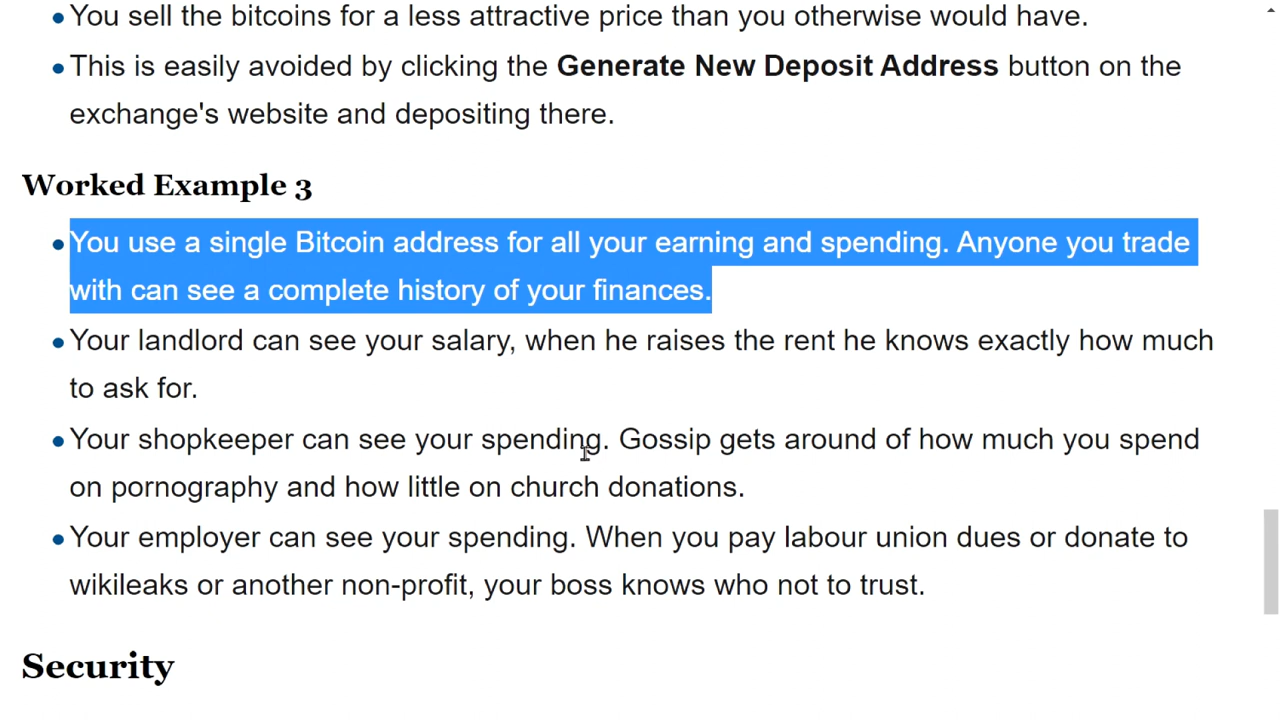 You sell the bitcoins for a less attractive price than you otherwise would have.
This is easily avoided by clicking the Generate New Deposit Address button on the
exchange's website and depositing there.
Worked Example 3
You use a single Bitcoin address for all your earning and spending. Anyone you trade
with can see a complete history of your finances.
Your landlord can see your salary, when he raises the rent he knows exactly how much
to ask for.
Your shopkeeper can see your spending. Gossip gets around of how much you spend
on pornography and how little on church donations.
Your employer can see your spending. When you pay labour union dues or donate to
wikileaks or another non-profit, your boss knows who not to trust.
Security